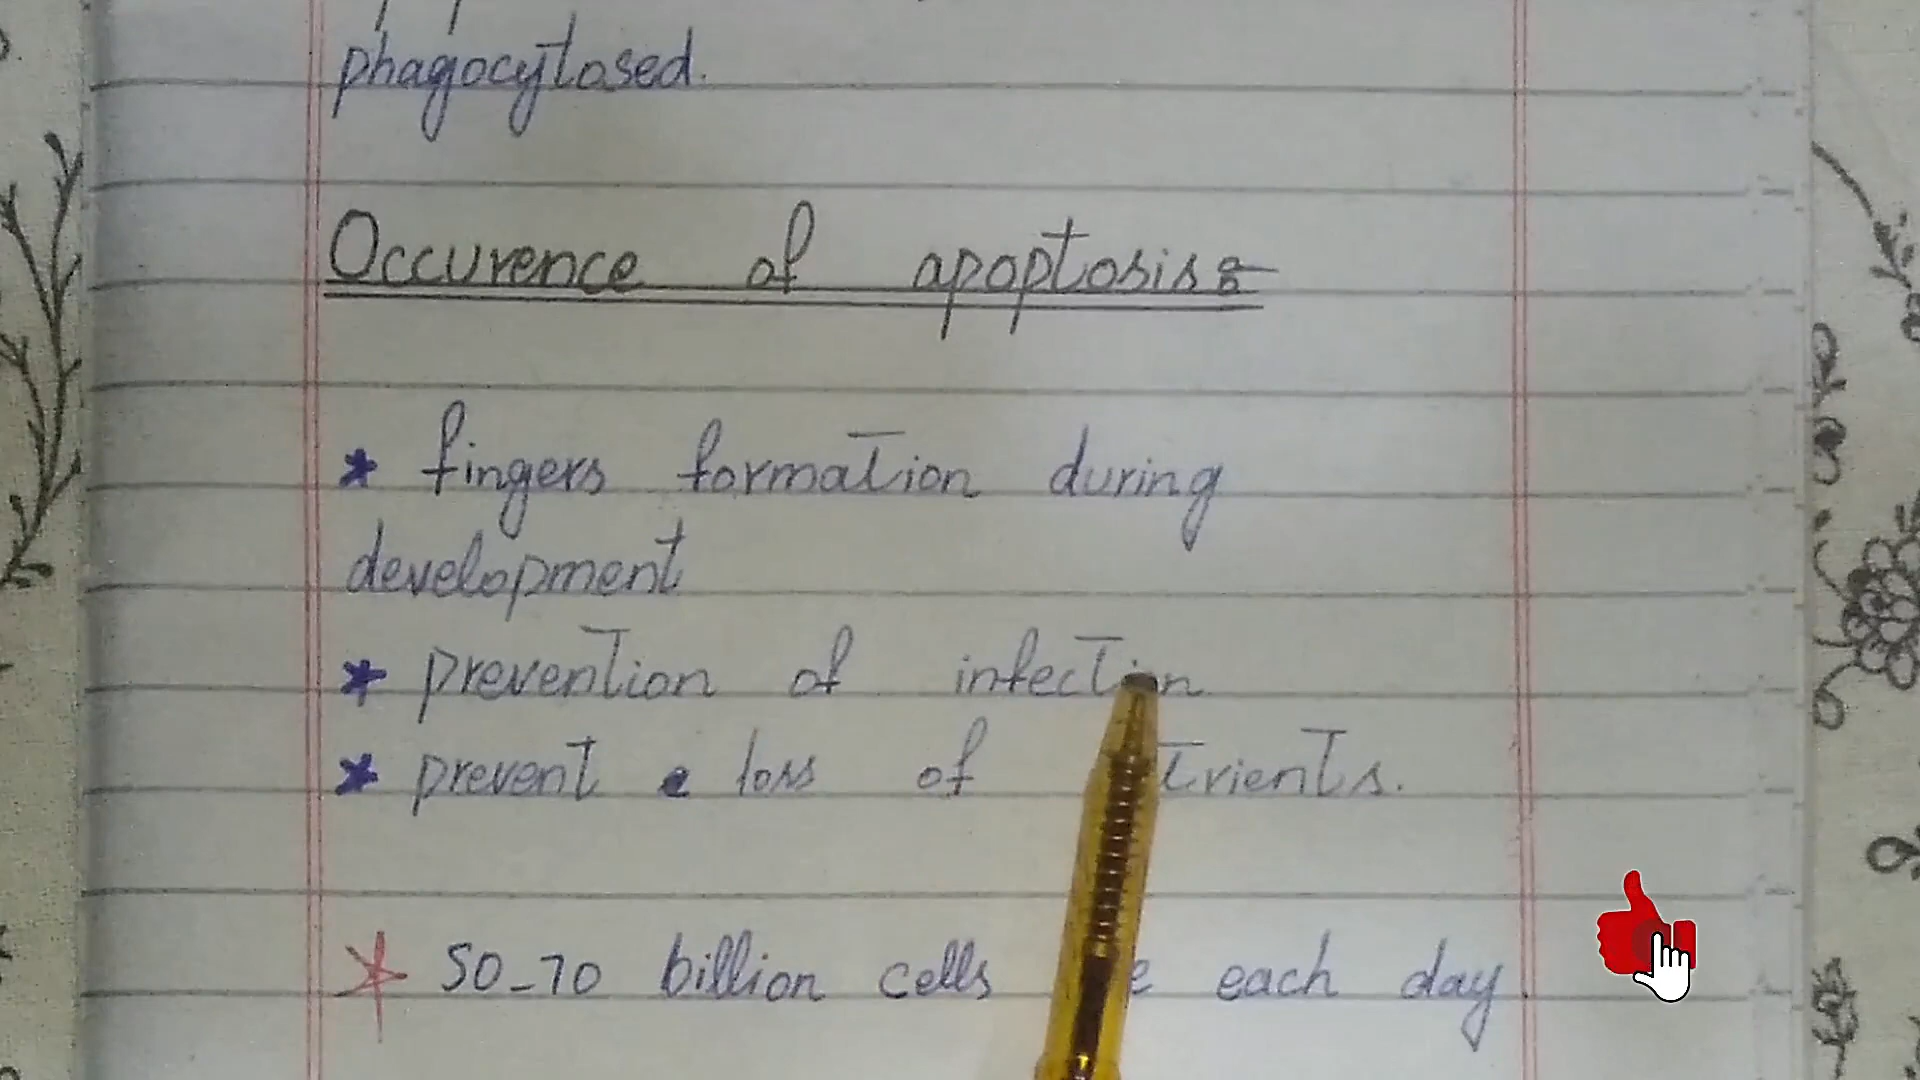 phagocytosed.
Occurence of apoptosis:-
* fingers formation during
development
* prevention of infection
* prevent loss of
* 50-70 billion cells each day.